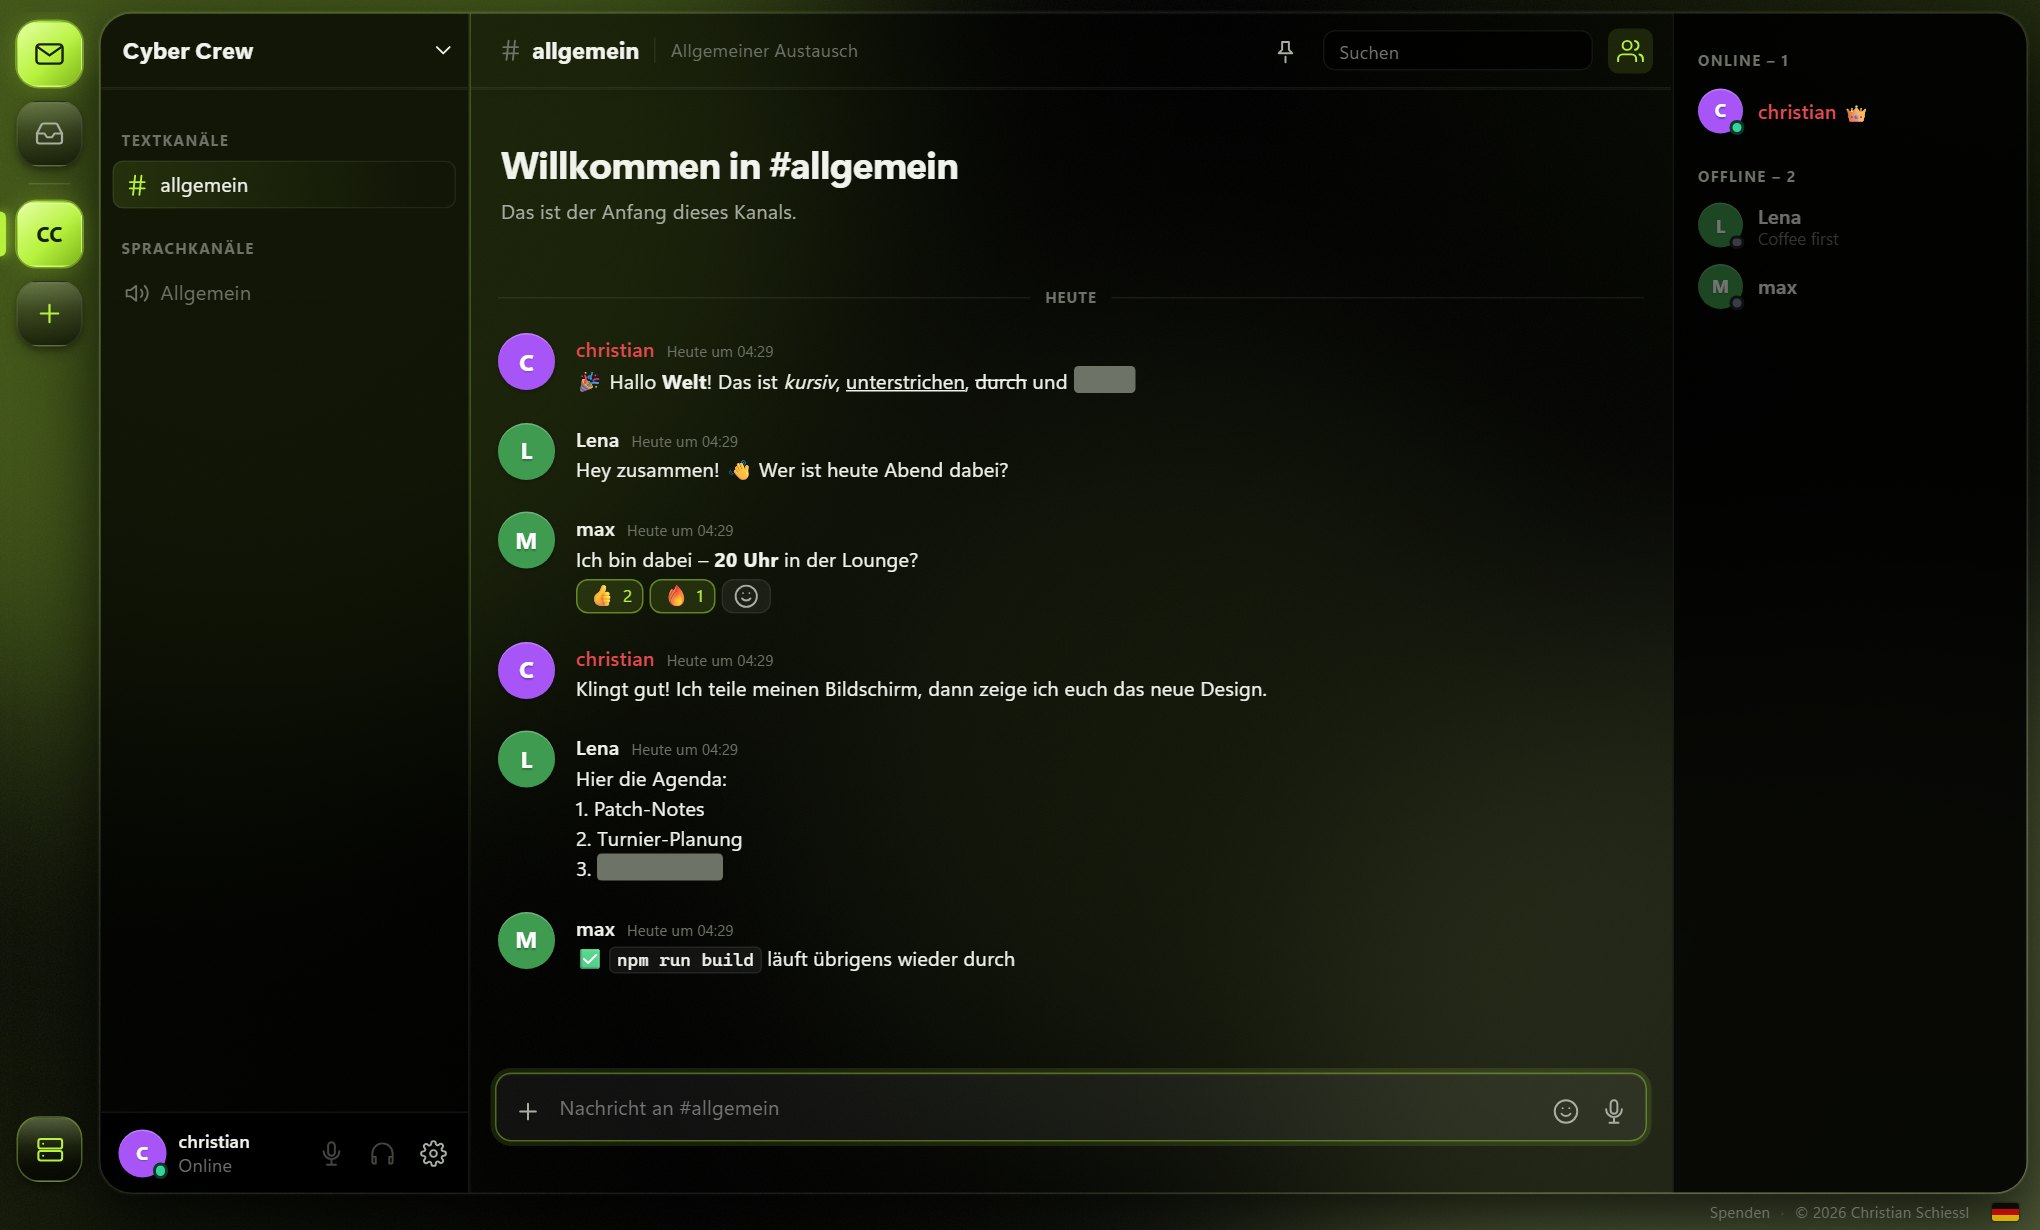 Cyber Crew
TEXTKANÄLE
# allgemein
SPRACHKANÄLE
Allgemein
CC
christian
Online
# allgemein
Allgemeiner Austausch
Suchen
Willkommen in #allgemein
Das ist der Anfang dieses Kanals.
HEUTE
C
christian Heute um 04:29
🎉 Hallo Welt! Das ist kursiv, unterstrichen, durch und
L
Lena Heute um 04:29
Hey zusammen! 👋 Wer ist heute Abend dabei?
M
max Heute um 04:29
Ich bin dabei – 20 Uhr in der Lounge?
👍 2 🔥 1
C
christian Heute um 04:29
Klingt gut! Ich teile meinen Bildschirm, dann zeige ich euch das neue Design.
L
Lena Heute um 04:29
Hier die Agenda:
1. Patch-Notes
2. Turnier-Planung
3.
M
max Heute um 04:29
✅ npm run build läuft übrigens wieder durch
Nachricht an #allgemein
ONLINE – 1
C
christian 👑
OFFLINE – 2
L
Lena
Coffee first
M
max
C
Spenden · © 2026 Christian Schiessl